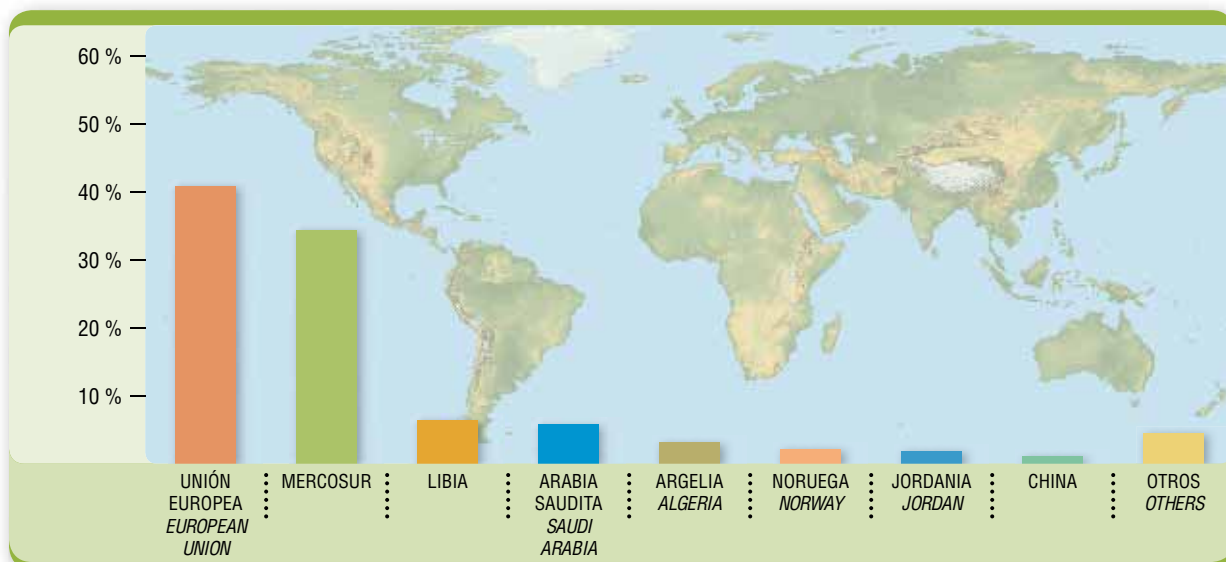 60 %
50 %
40 %
30 %
20 %
10 %
UNIÓN
EUROPEA
EUROPEAN
UNION
MERCOSUR
LIBIA
ARABIA
SAUDITA
SAUDI
ARABIA
ARGELIA
ALGERIA
NORUEGA
NORWAY
JORDANIA
JORDAN
CHINA
OTROS
OTHERS